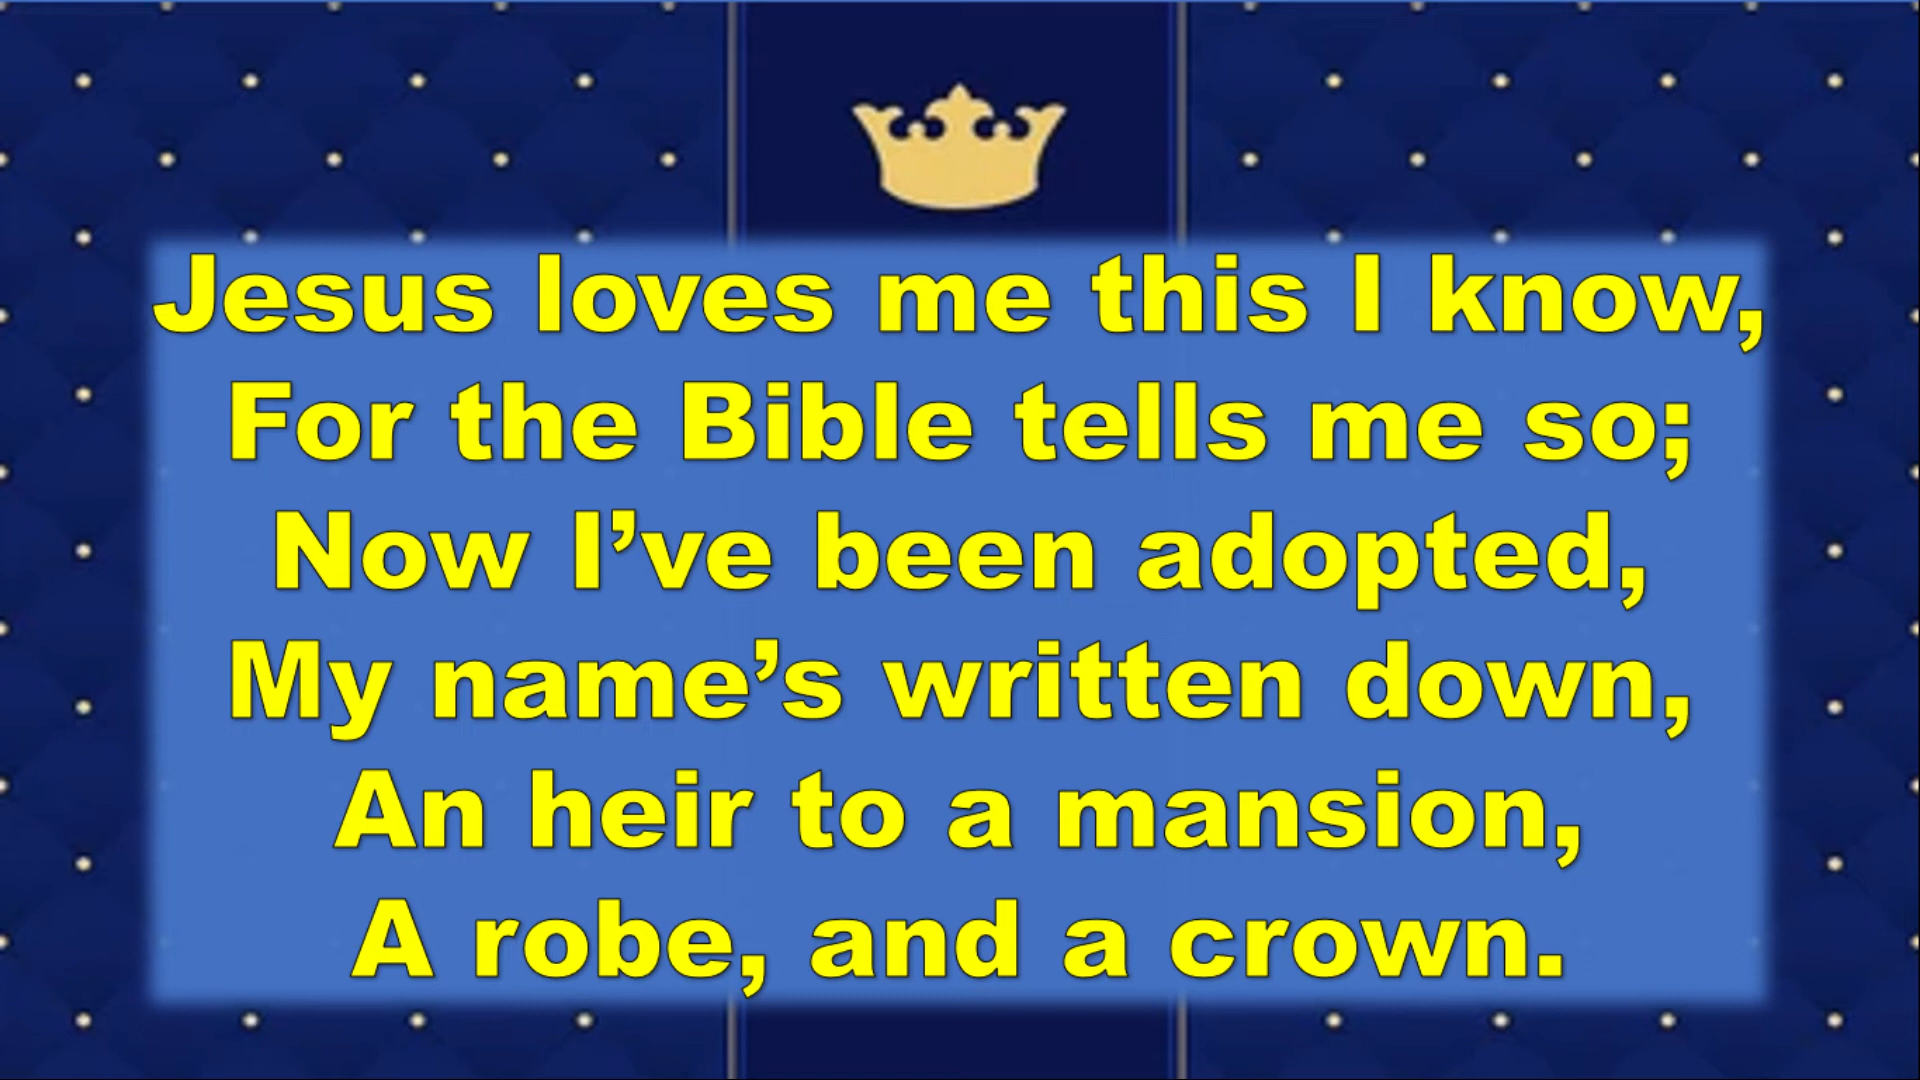 Jesus loves me this I know,
For the Bible tells me so;
Now I’ve been adopted,
My name’s written down,
An heir to a mansion,
A robe, and a crown.